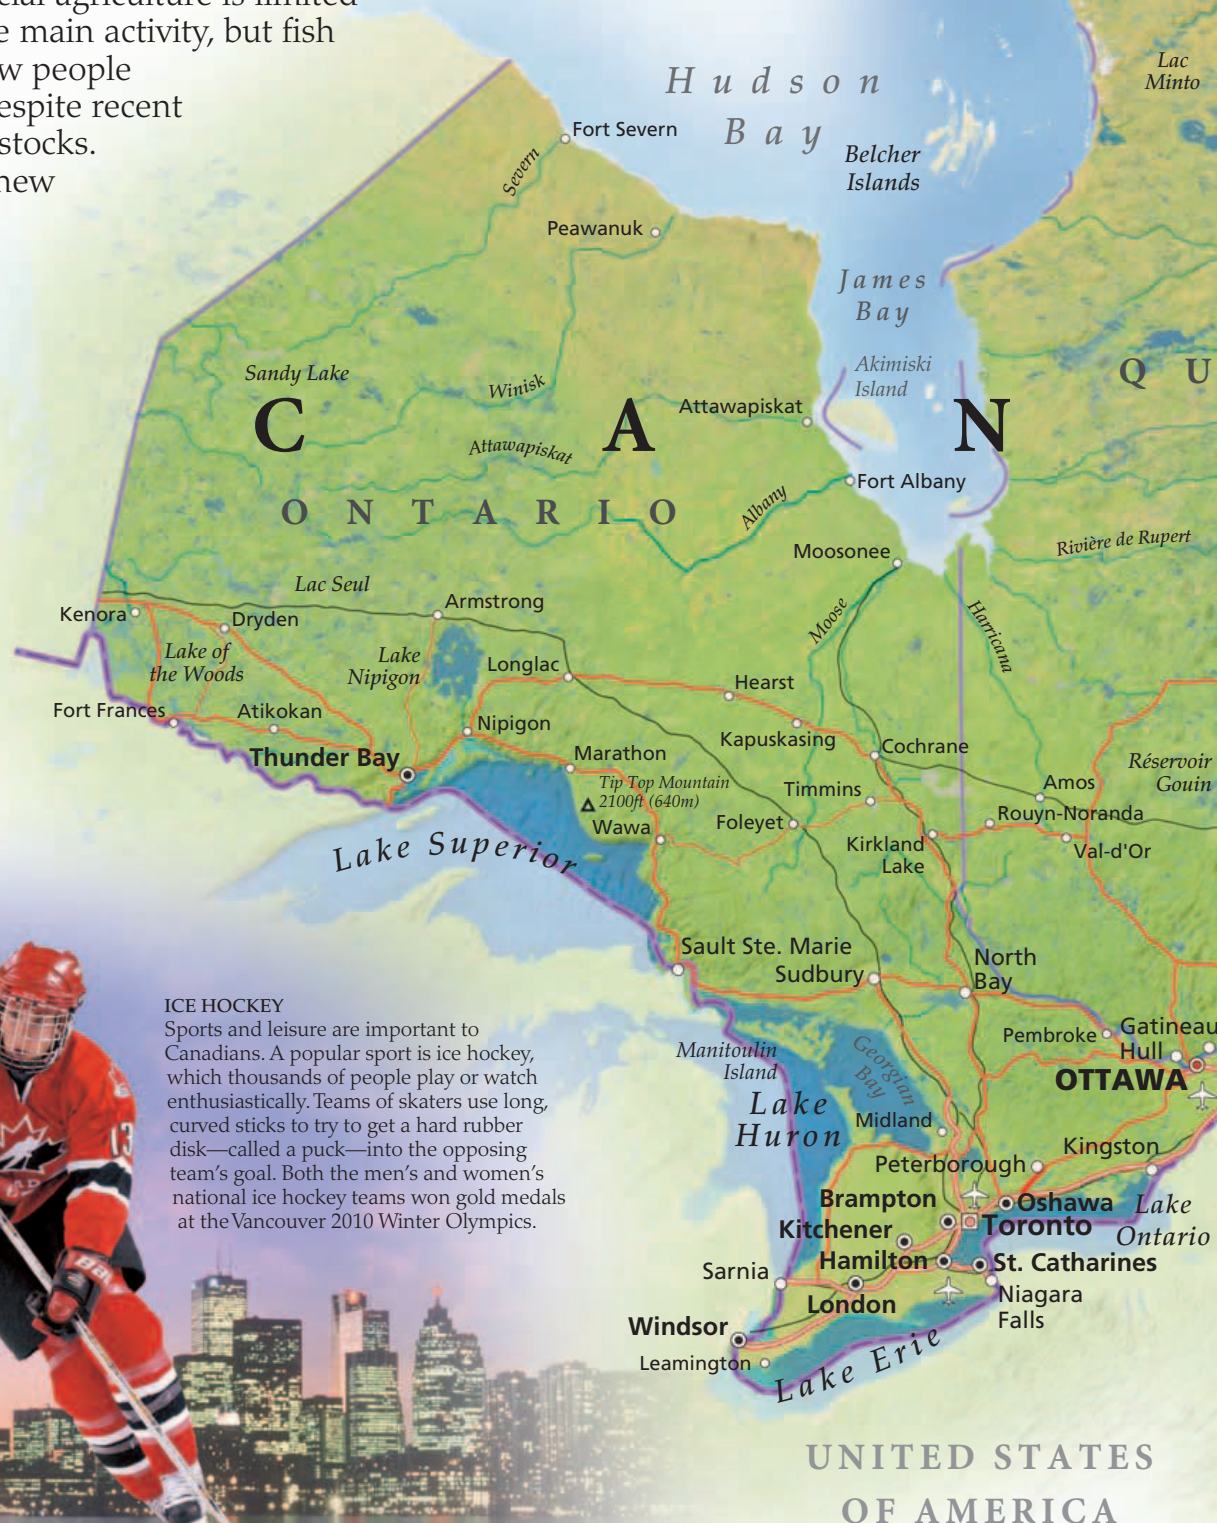 cial agriculture is limited
e main activity, but fish
w people
espite recent
stocks.
new
Hudson
Bay
Lac
Minto
Fort Severn
Belcher
Islands
Severn
Peawanuk
James
Bay
Akimiski
Island
Q U
Sandy Lake
Winisk
C A N
Attawapiskat
Attawapiskat
Fort Albany
ONTARIO
Albany
Moosonee
Rivière de Rupert
Lac Seul
Armstrong
Kenora
Dryden
Moose
Harricana
Lake of
the Woods
Lake
Nipigon
Longlac
Hearst
Fort Frances
Atikokan
Nipigon
Kapuskasing
Cochrane
Thunder Bay
Marathon
Réservoir
Gouin
Tip Top Mountain
2100ft (640m)
Timmins
Amos
Wawa
Foleyet
Rouyn-Noranda
Kirkland
Lake
Val-d'Or
Lake Superior
Sault Ste. Marie
Sudbury
North
Bay
ICE HOCKEY
Sports and leisure are important to
Canadians. A popular sport is ice hockey,
which thousands of people play or watch
enthusiastically. Teams of skaters use long,
curved sticks to try to get a hard rubber
disk—called a puck—into the opposing
team's goal. Both the men's and women's
national ice hockey teams won gold medals
at the Vancouver 2010 Winter Olympics.
13
Pembroke
Gatineau
Hull
OTTAWA
Manitoulin
Island
Georgian
Bay
Lake
Huron
Midland
Kingston
Peterborough
Brampton
Oshawa
Lake
Ontario
Kitchener
Toronto
Hamilton
St. Catharines
Sarnia
London
Niagara
Falls
Windsor
Leamington
Lake Erie
UNITED STATES
OF AMERICA